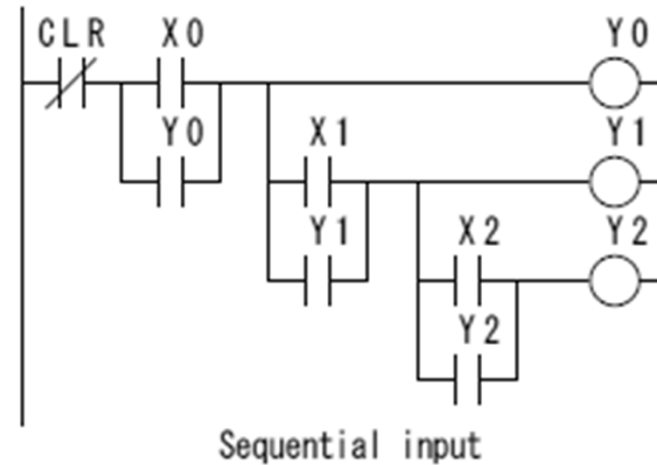 CLR X0 Y0
Y0 X1 Y1
Y1 X2 Y2
Y2
Sequential input